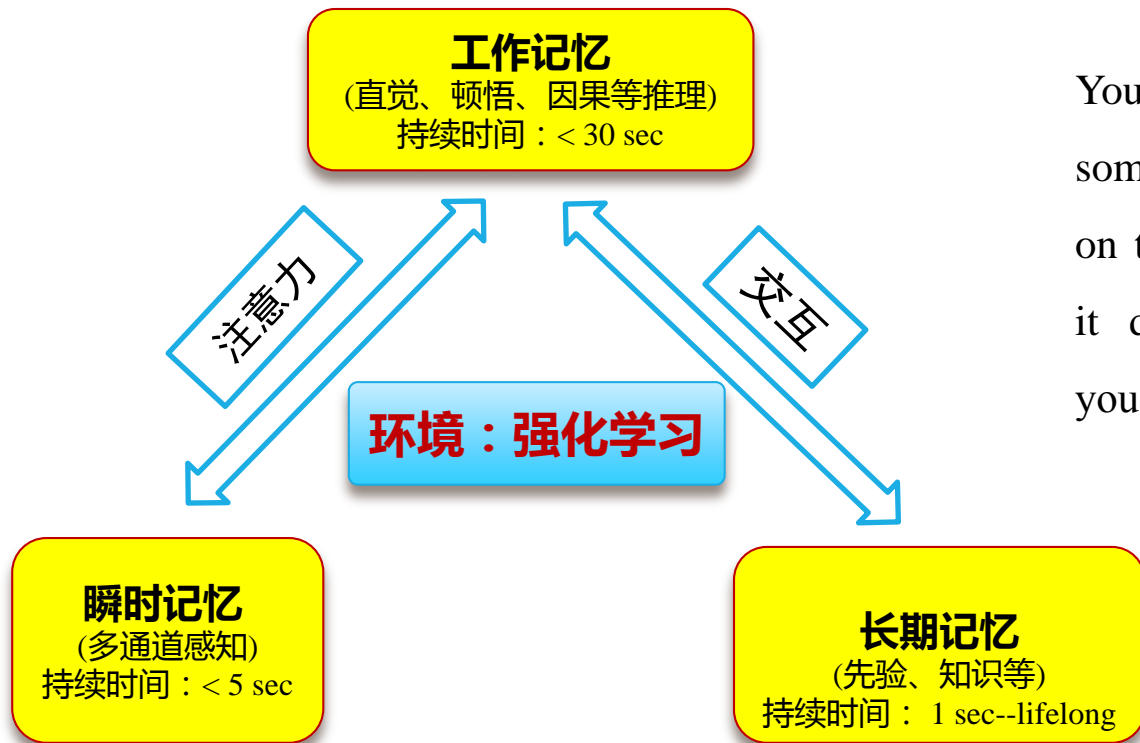 工作记忆
(直觉、顿悟、因果等推理)
持续时间：< 30 sec
注意力
交互
环境：强化学习
瞬时记忆
(多通道感知)
持续时间：< 5 sec
长期记忆
(先验、知识等)
持续时间： 1 sec--lifelong
You
som
on t
it
you